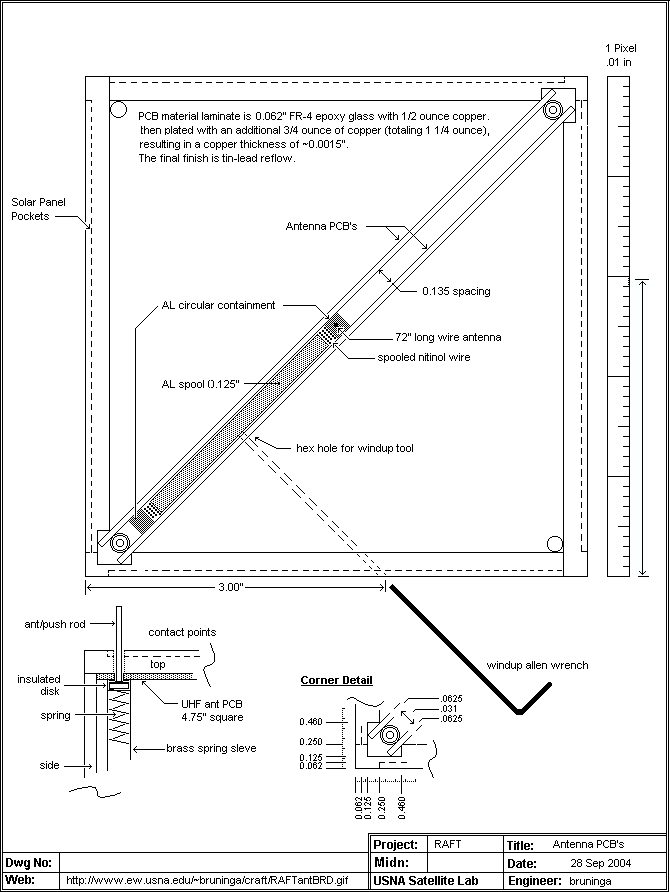 1 Pixel
.01 in
PCB material laminate is 0.062" FR-4 epoxy glass with 1/2 ounce copper.
then plated with an additional 3/4 ounce of copper (totaling 1 1/4 ounce),
resulting in a copper thickness of ~0.0015".
The final finish is tin-lead reflow.
Solar Panel
Pockets
Antenna PCB's
0.135 spacing
AL circular containment
72" long wire antenna
spooled nitinol wire
AL spool 0.125"
hex hole for windup tool
3.00"
ant/push rod
contact points
top
insulated
disk
UHF ant PCB
4.75" square
spring
brass spring sleve
side
windup allen wrench
Corner Detail
.0625
.031
.0625
0.460
0.250
0.125
0.062
0.062
0.125
0.250
0.460
Project: RAFT
Title: Antenna PCB's
Dwg No:
Midn:
Date: 28 Sep 2004
Web: http://www.ew.usna.edu/~bruninga/craft/RAFTantBRD.gif
USNA Satellite Lab
Engineer: bruninga